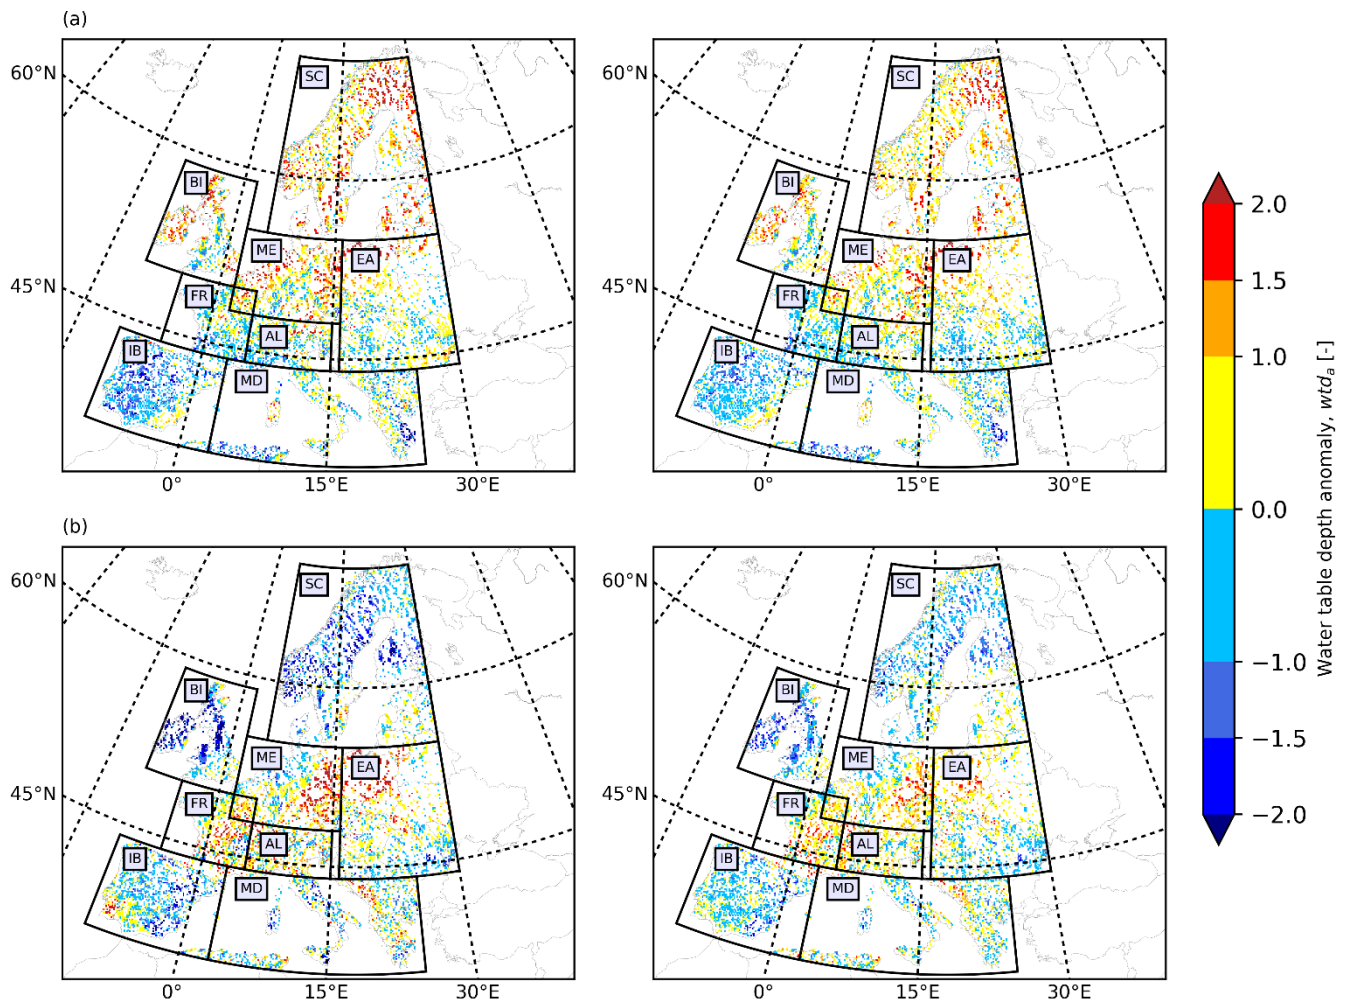 (a)
60°N
45°N
SC
BI
ME
EA
FR
AL
IB
MD
0°
15°E
30°E
60°N
45°N
SC
BI
ME
EA
FR
AL
IB
MD
0°
15°E
30°E
(b)
60°N
45°N
SC
BI
ME
EA
FR
AL
IB
MD
0°
15°E
30°E
60°N
45°N
SC
BI
ME
EA
FR
AL
IB
MD
0°
15°E
30°E
2.0
1.5
1.0
0.0
−1.0
−1.5
−2.0
Water table depth anomaly, wtdₐ [-]